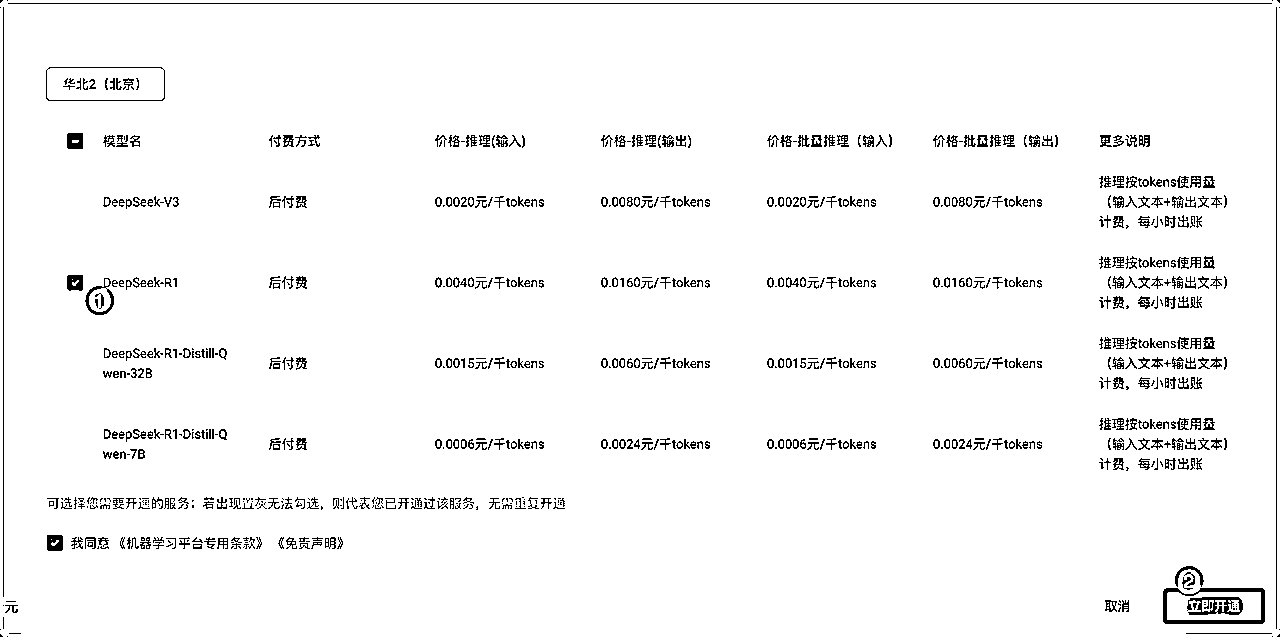 华北2（北京）
模型名 付费方式 价格-推理(输入) 价格-推理(输出) 价格-批量推理（输入） 价格-批量推理（输出） 更多说明
DeepSeek-V3 后付费 0.0020元/千tokens 0.0080元/千tokens 0.0020元/千tokens 0.0080元/千tokens 推理按tokens使用量
（输入文本+输出文本）
计费，每小时出账
DeepSeek-R1 后付费 0.0040元/千tokens 0.0160元/千tokens 0.0040元/千tokens 0.0160元/千tokens 推理按tokens使用量
（输入文本+输出文本）
计费，每小时出账
①
DeepSeek-R1-Distill-Q
wen-32B 后付费 0.0015元/千tokens 0.0060元/千tokens 0.0015元/千tokens 0.0060元/千tokens 推理按tokens使用量
（输入文本+输出文本）
计费，每小时出账
DeepSeek-R1-Distill-Q
wen-7B 后付费 0.0006元/千tokens 0.0024元/千tokens 0.0006元/千tokens 0.0024元/千tokens 推理按tokens使用量
（输入文本+输出文本）
计费，每小时出账
可选择您需要开通的服务：若出现置灰无法勾选，则代表您已开通过该服务，无需重复开通
我同意 《机器学习平台专用条款》 《免责声明》
②
元 取消 立即开通